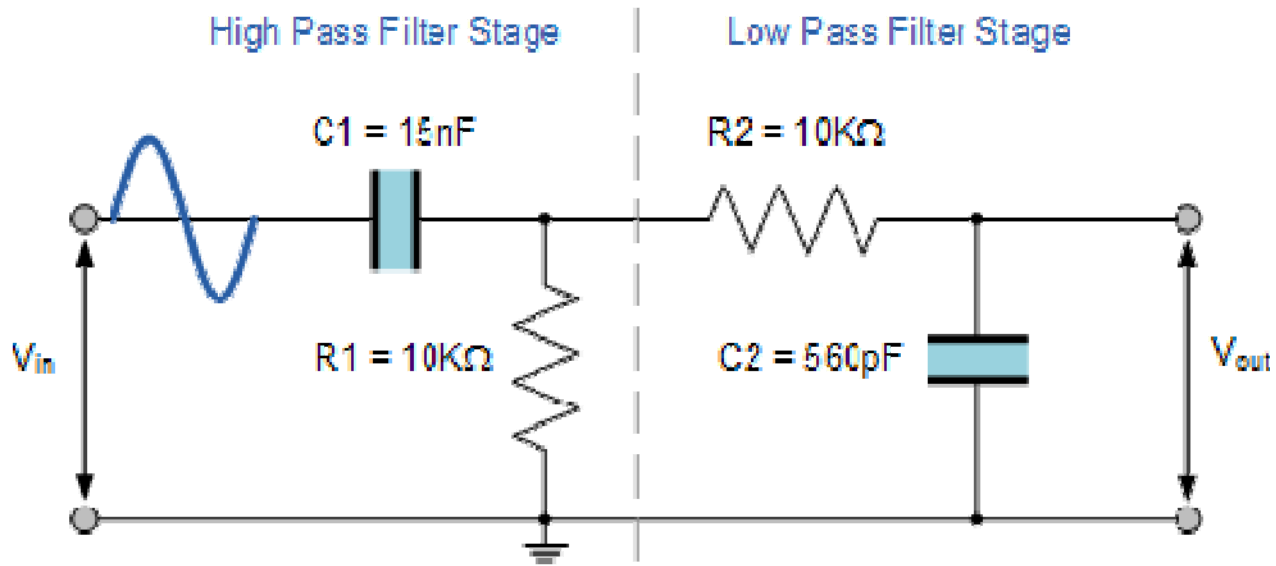 High Pass Filter Stage
Low Pass Filter Stage
C1 = 15nF
R2 = 10KΩ
Vin
R1 = 10KΩ
C2 = 560pF
Vout